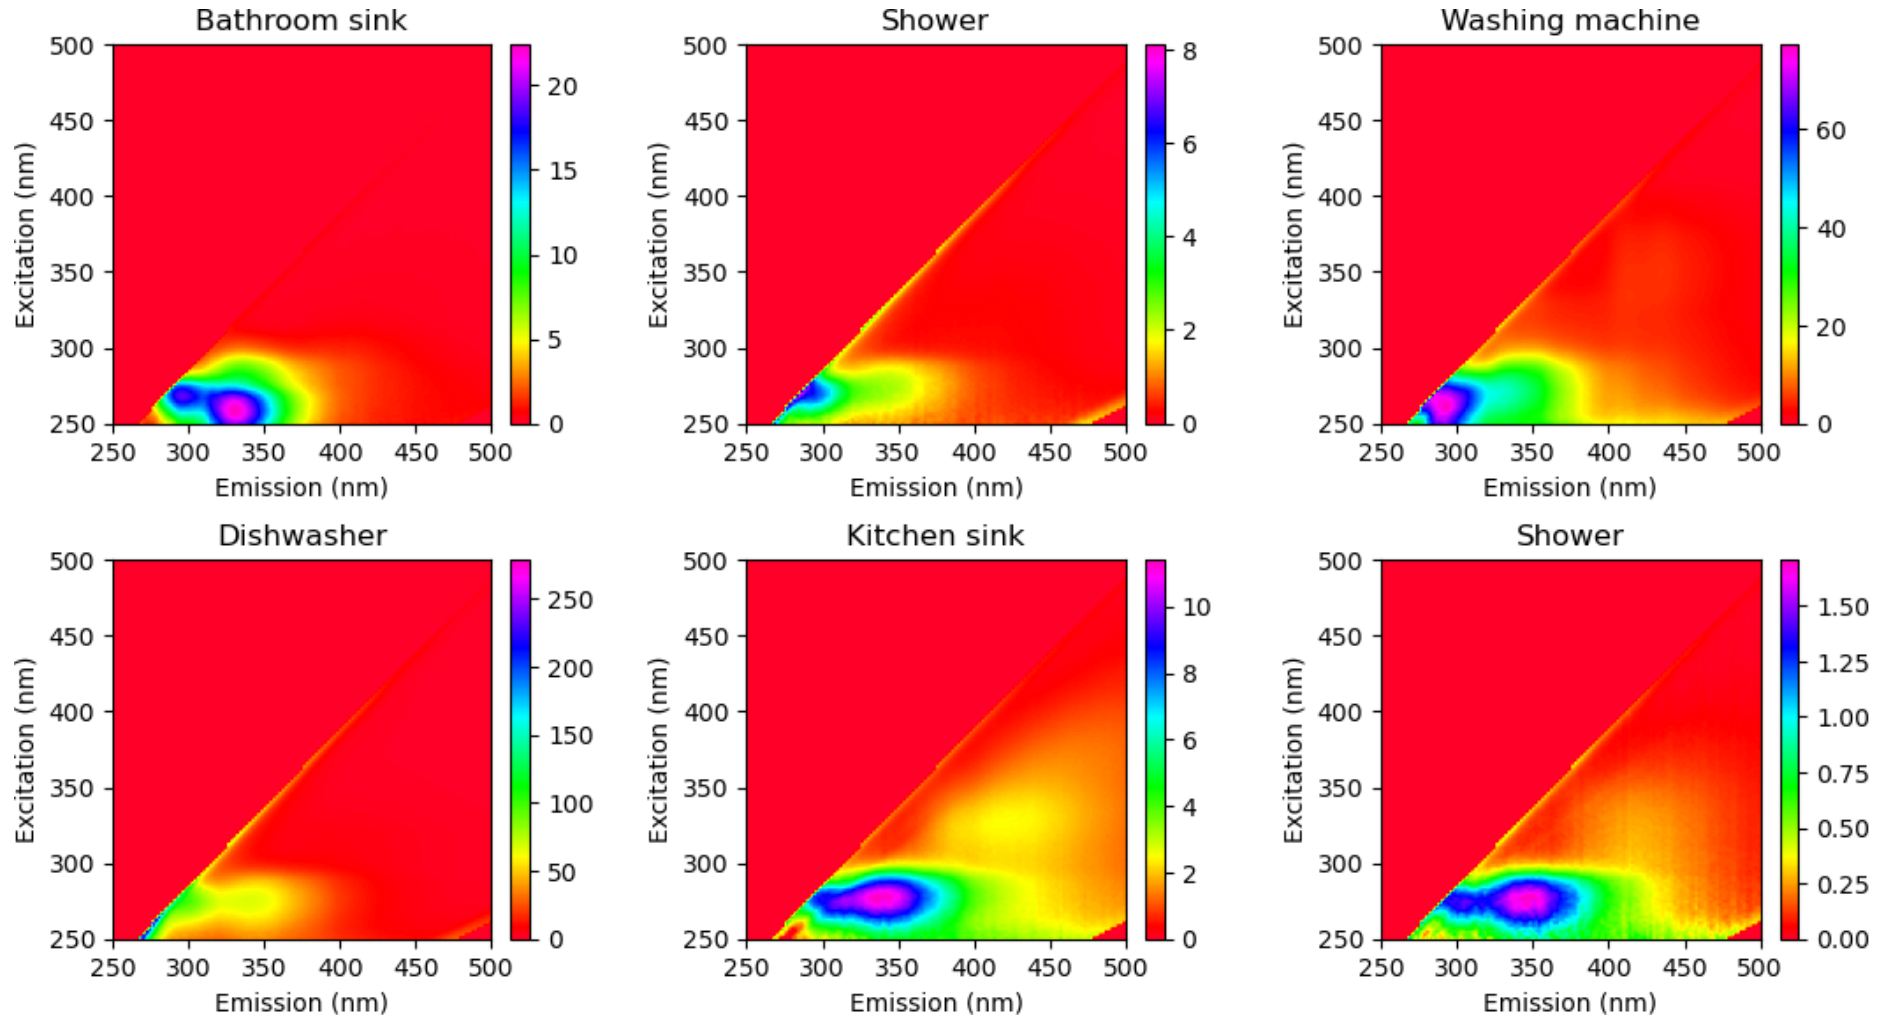 Bathroom sink
500
450
400
350
300
250
250 300 350 400 450 500
Excitation (nm)
Emission (nm)
20
15
10
5
0
Shower
500
450
400
350
300
250
250 300 350 400 450 500
Excitation (nm)
Emission (nm)
8
6
4
2
0
Washing machine
500
450
400
350
300
250
250 300 350 400 450 500
Excitation (nm)
Emission (nm)
60
40
20
0
Dishwasher
500
450
400
350
300
250
250 300 350 400 450 500
Excitation (nm)
Emission (nm)
250
200
150
100
50
0
Kitchen sink
500
450
400
350
300
250
250 300 350 400 450 500
Excitation (nm)
Emission (nm)
10
8
6
4
2
0
Shower
500
450
400
350
300
250
250 300 350 400 450 500
Excitation (nm)
Emission (nm)
1.50
1.25
1.00
0.75
0.50
0.25
0.00